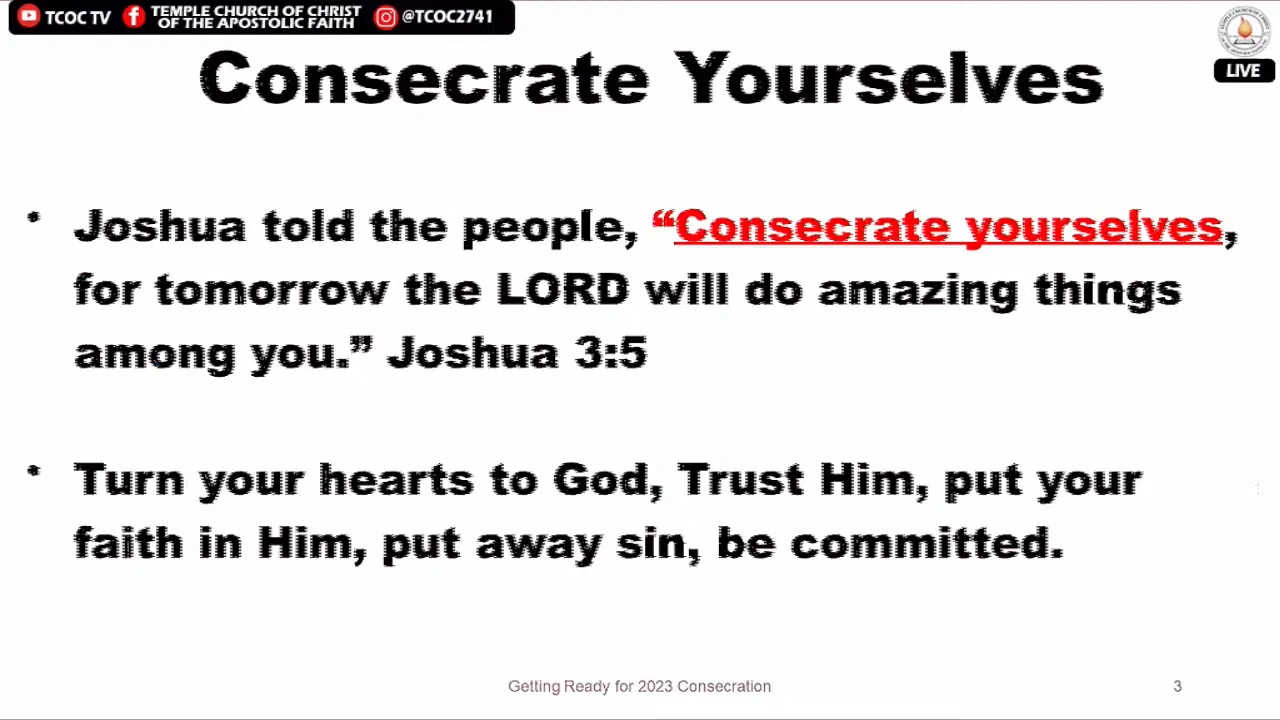 TCOC TV TEMPLE CHURCH OF CHRIST OF THE APOSTOLIC FAITH @TCOC2741
LIVE
Consecrate Yourselves
• Joshua told the people, “Consecrate yourselves,
for tomorrow the LORD will do amazing things
among you.” Joshua 3:5
• Turn your hearts to God, Trust Him, put your
faith in Him, put away sin, be committed.
Getting Ready for 2023 Consecration 3